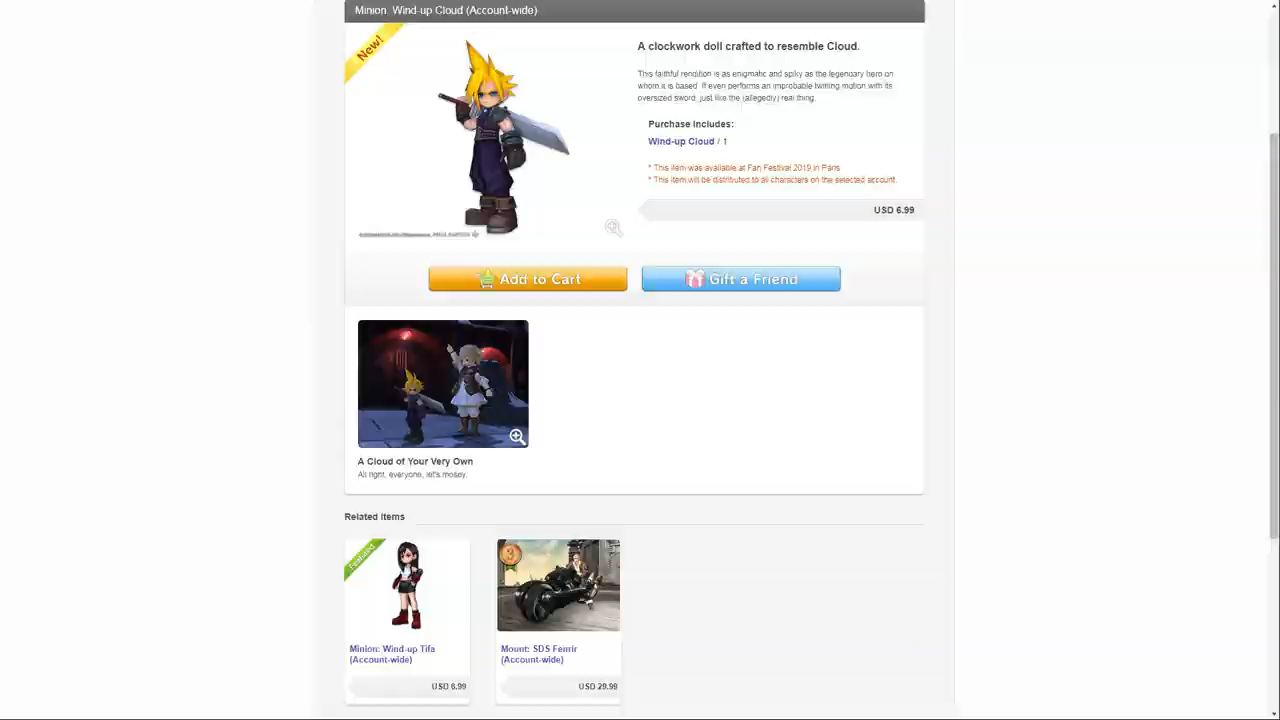 Minion: Wind-up Cloud (Account-wide)
New!
A clockwork doll crafted to resemble Cloud.
This faithful rendition is as enigmatic and spiky as the legendary hero on
whom it is based. It even performs an improbable twirling motion with its
oversized sword, just like the (allegedly) real thing.
Purchase Includes:
Wind-up Cloud / 1
* This item was available at Fan Festival 2019 in Paris
* This item will be distributed to all characters on the selected account.
USD 6.99
Add to Cart
Gift a Friend
A Cloud of Your Very Own
All right, everyone, let's mosey.
Related Items
Featured
3
Minion: Wind-up Tifa
(Account-wide)
USD 6.99
Mount: SDS Fenrir
(Account-wide)
USD 29.99